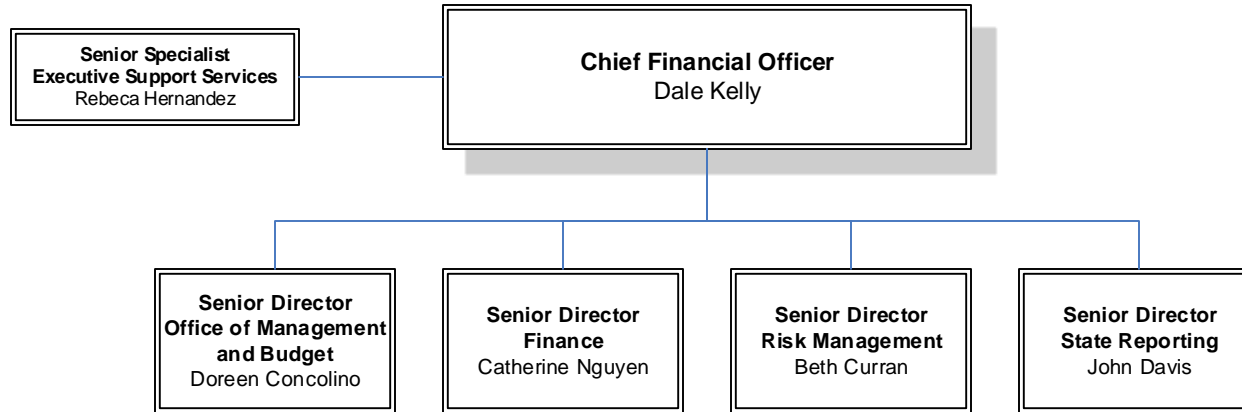 Senior Specialist
Executive Support Services
Rebeca Hernandez
Chief Financial Officer
Dale Kelly
Senior Director
Office of Management
and Budget
Doreen Concolino
Senior Director
Finance
Catherine Nguyen
Senior Director
Risk Management
Beth Curran
Senior Director
State Reporting
John Davis